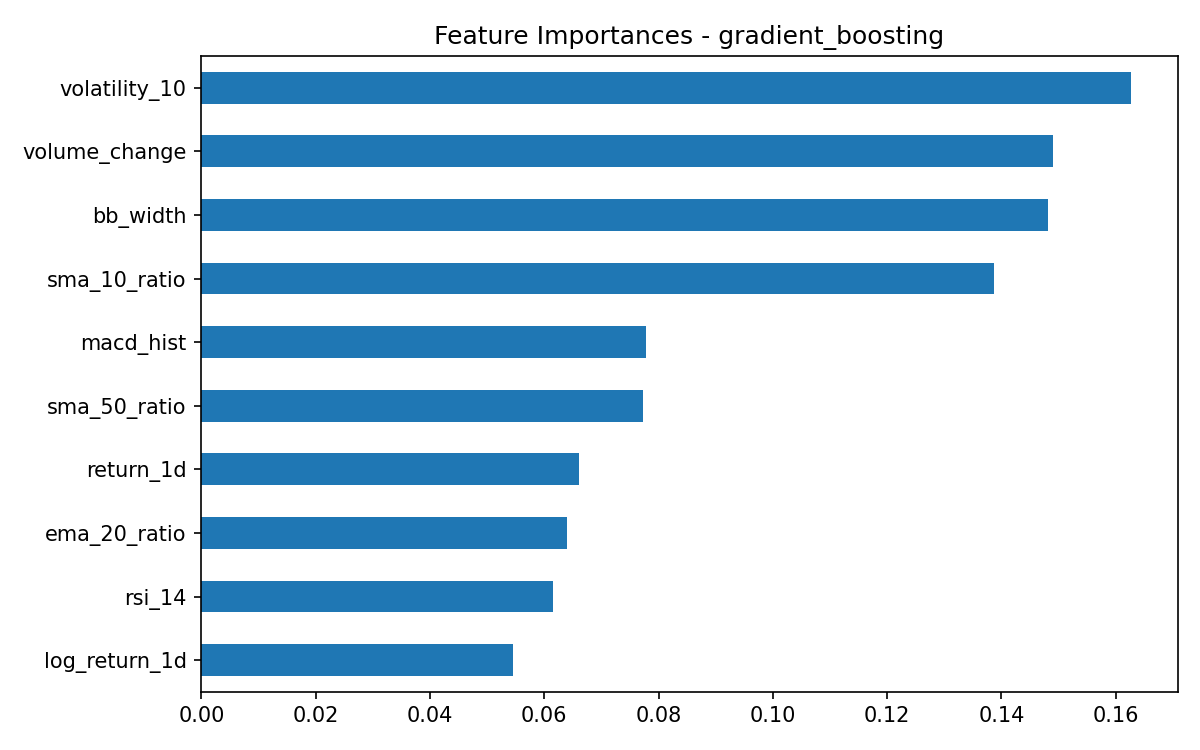 Feature Importances - gradient_boosting
volatility_10
volume_change
bb_width
sma_10_ratio
macd_hist
sma_50_ratio
return_1d
ema_20_ratio
rsi_14
log_return_1d
0.00 0.02 0.04 0.06 0.08 0.10 0.12 0.14 0.16